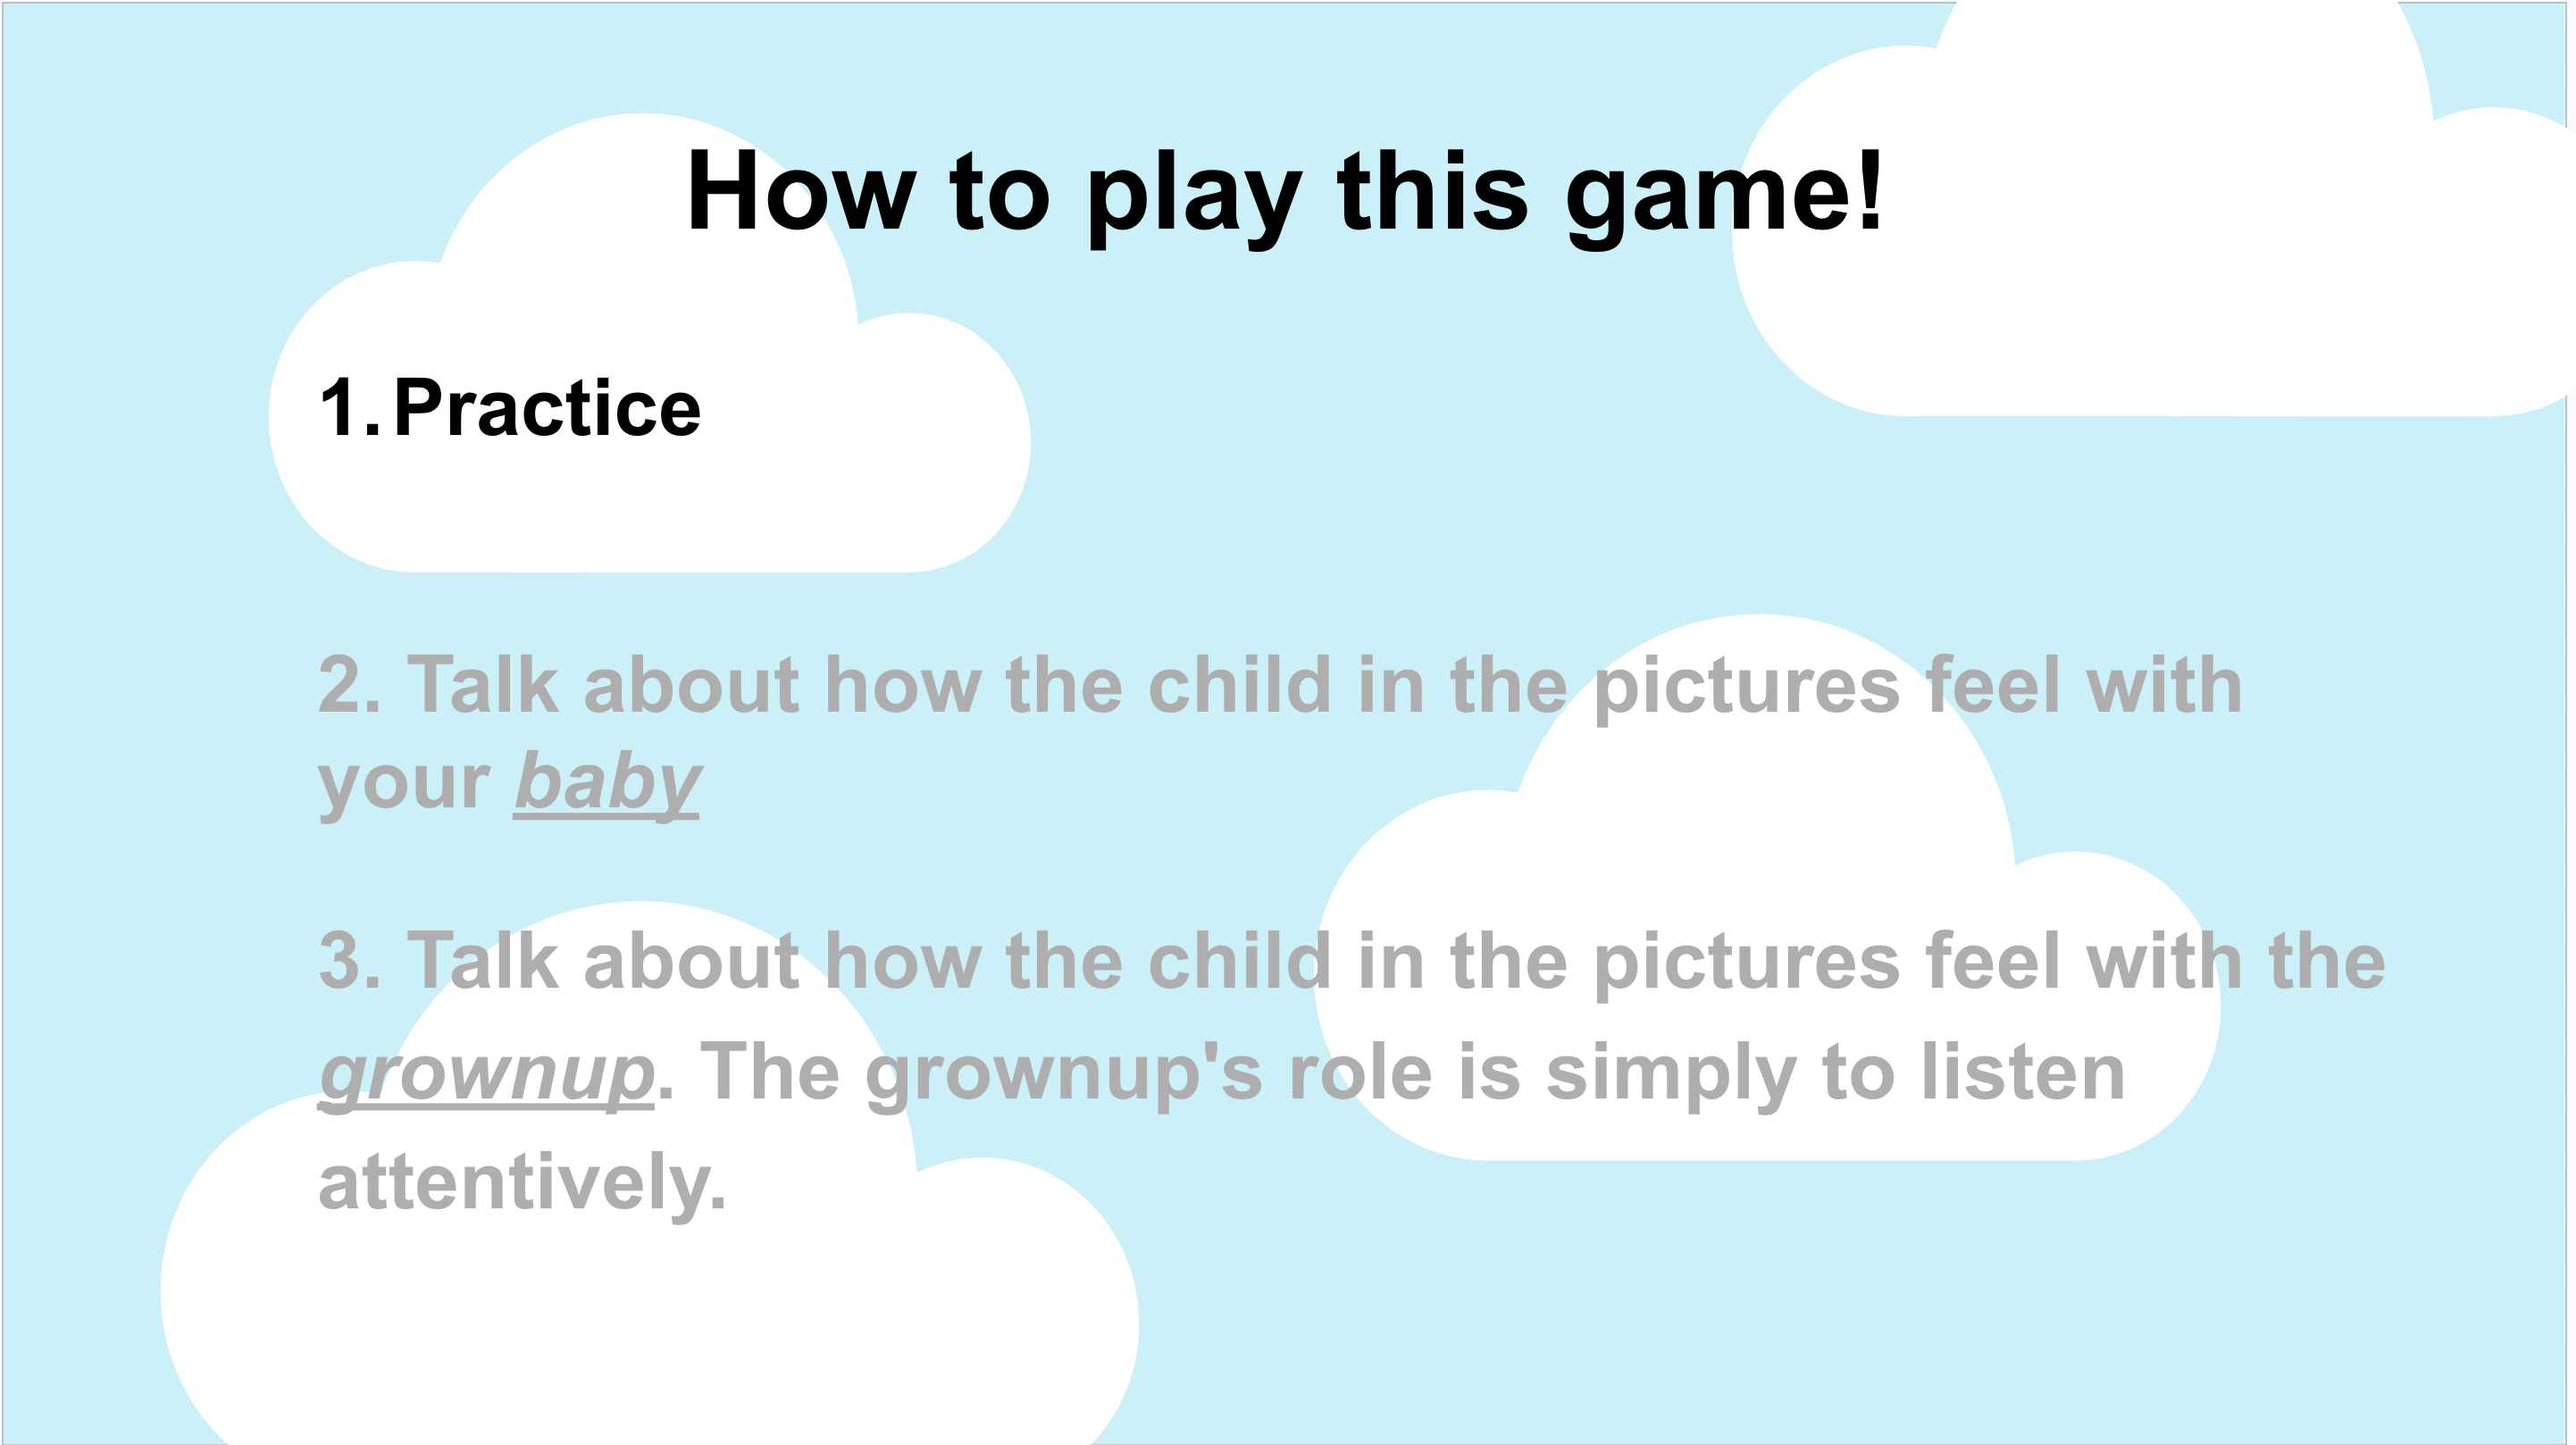 How to play this game!
1. Practice
2. Talk about how the child in the pictures feel with
your baby
3. Talk about how the child in the pictures feel with the
grownup. The grownup's role is simply to listen
attentively.